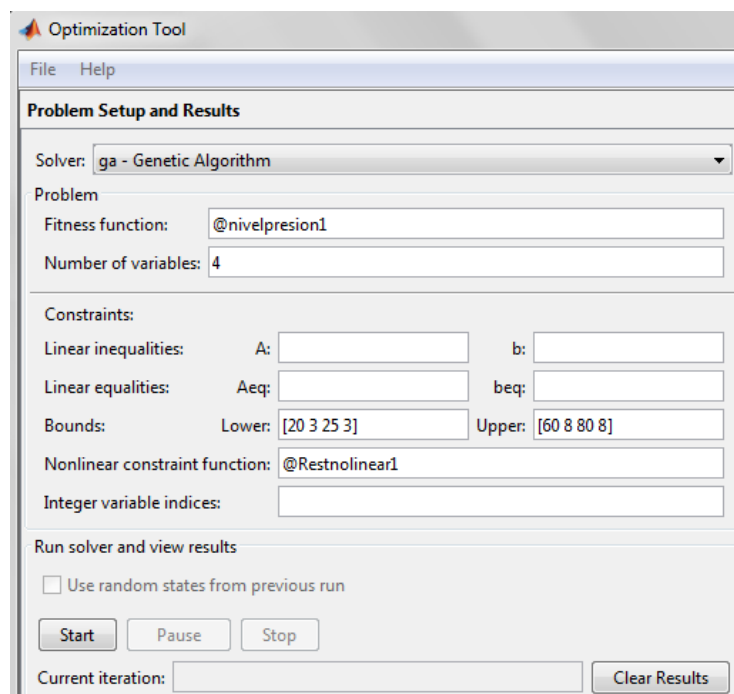 Optimization Tool
File Help
Problem Setup and Results
Solver: ga - Genetic Algorithm
Problem
Fitness function: @nivelpresion1
Number of variables: 4
Constraints:
Linear inequalities: A: b:
Linear equalities: Aeq: beq:
Bounds: Lower: [20 3 25 3] Upper: [60 8 80 8]
Nonlinear constraint function: @Restnolinear1
Integer variable indices:
Run solver and view results
Use random states from previous run
Start Pause Stop
Current iteration: Clear Results